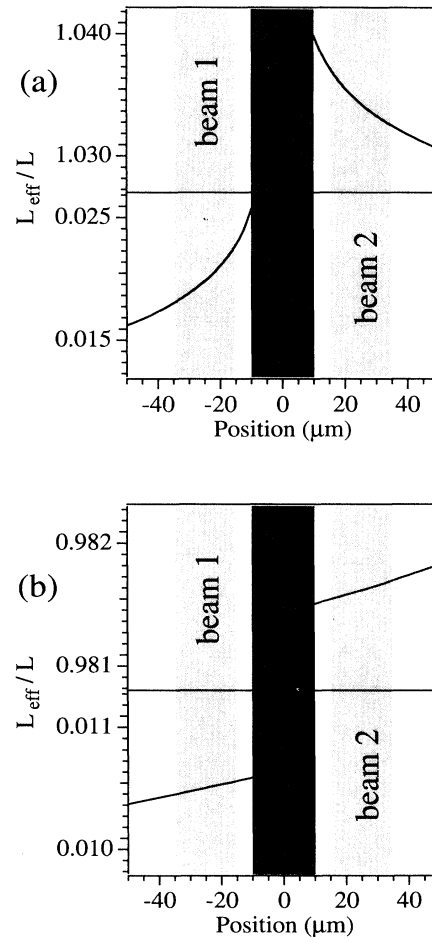 (a)
L eff / L
1.040
1.030
0.025
0.015
beam 1
beam 2
-40 -20 0 20 40
Position (μm)
(b)
L eff / L
0.982
0.981
0.011
0.010
beam 1
beam 2
-40 -20 0 20 40
Position (μm)